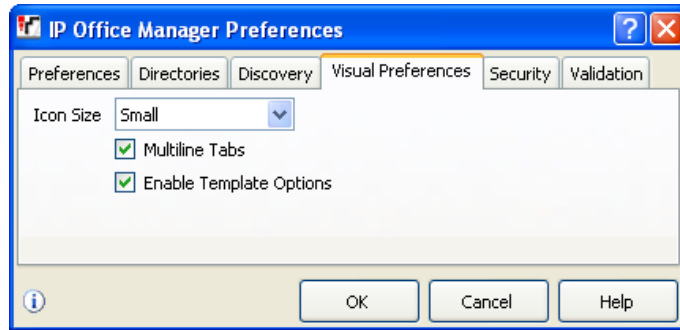 IP Office Manager Preferences
Preferences Directories Discovery Visual Preferences Security Validation
Icon Size Small
Multiline Tabs
Enable Template Options
OK Cancel Help